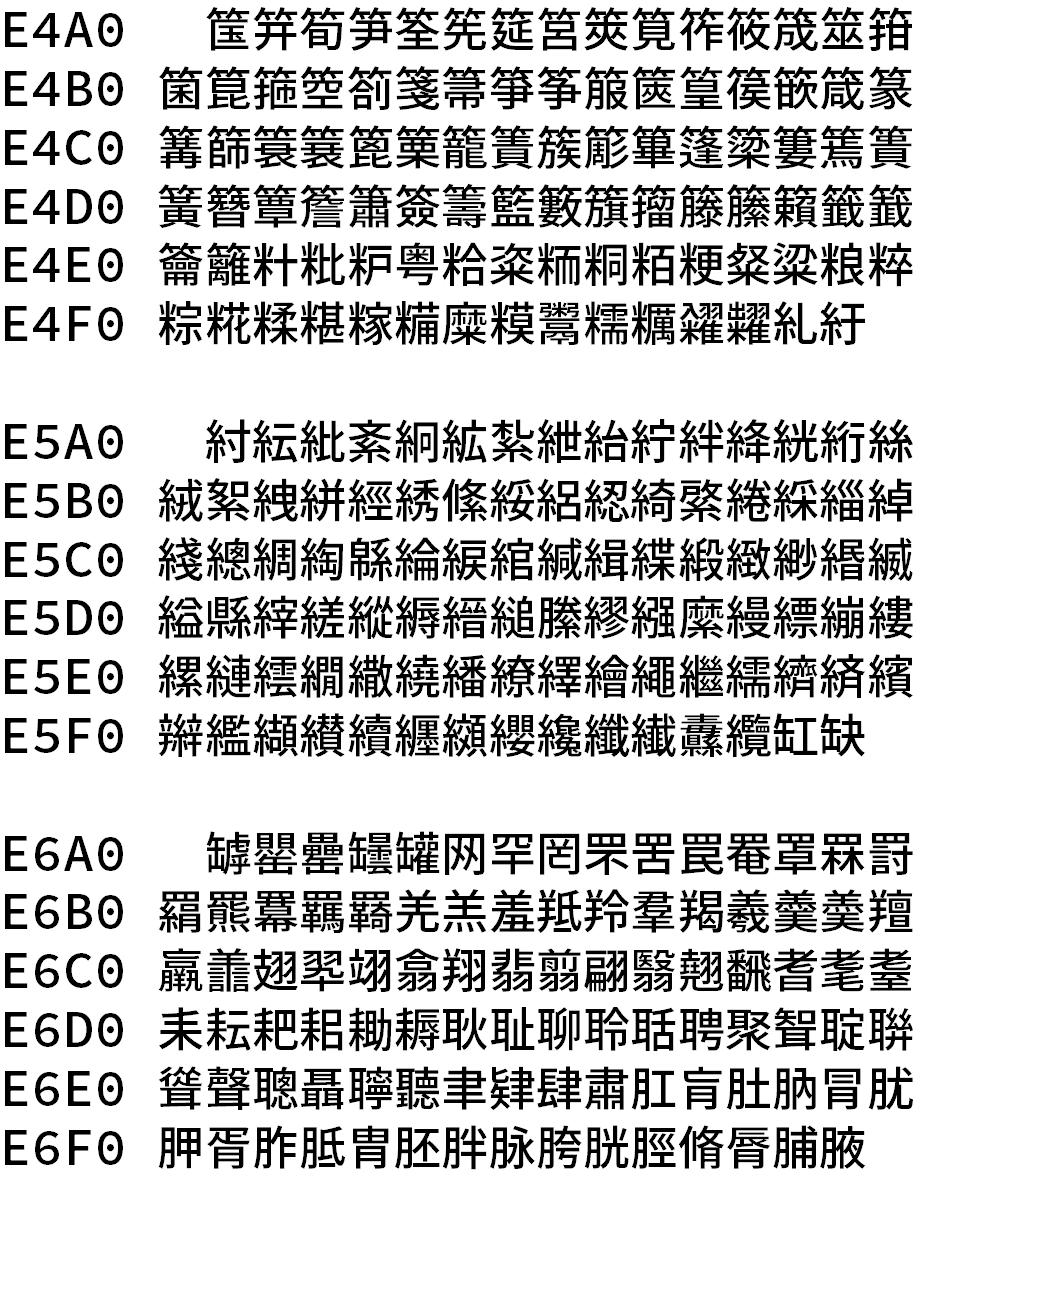 E4A0 筺笄筍笋筌筅筵筥筴筧筰筱筬筮箝
E4B0 箘箟箍箜箚箋箒箏筝箙篋篁篌篏箴篆
E4C0 篝篩簑簔篦篥籠簀簇簓篳篷簗簍篶簣
E4D0 簧簪簟簷簫簽籌籃籔籏籀籐籘籟籤籖
E4E0 籥籬籵粃粐粤粭粢粫粡粨粳粲粱粮粹
E4F0 粽糀糅糂糘糒糜糢鬻糯糲糴糶糺紆
E5A0 紂紜紕紊絅絋紮紲紿紵絆絳絖絎絲
E5B0 絨絮絏絣經綉絛綏絽綛綺綮綣綵緇綽
E5C0 綫總綢綯緜綸綟綰緘緝緤緞緻緲緡縅
E5D0 縊縣縡縒縱縟縉縋縢繆繦縻縵縹繃縷
E5E0 縲縺繧繝繖繞繙繚繹繪繩繼繻纃緕繽
E5F0 辮繿纈纉續纒纐纓纔纖纎纛纜缸缺
E6A0 罅罌罍罎罐网罕罔罘罟罠罨罩罧罸
E6B0 羂羆羃羈羇羌羔羞羝羚羣羯羲羹羮羶
E6C0 羸譱翅翆翊翕翔翡翦翩翳翹飜耆耄耋
E6D0 耒耘耙耜耡耨耿耻聊聆聒聘聚聟聢聨
E6E0 聳聲聰聶聹聽聿肄肆肅肛肓肚肭冐肬
E6F0 胛胥胙胝胄胚胖脉胯胱脛脩脣脯腋